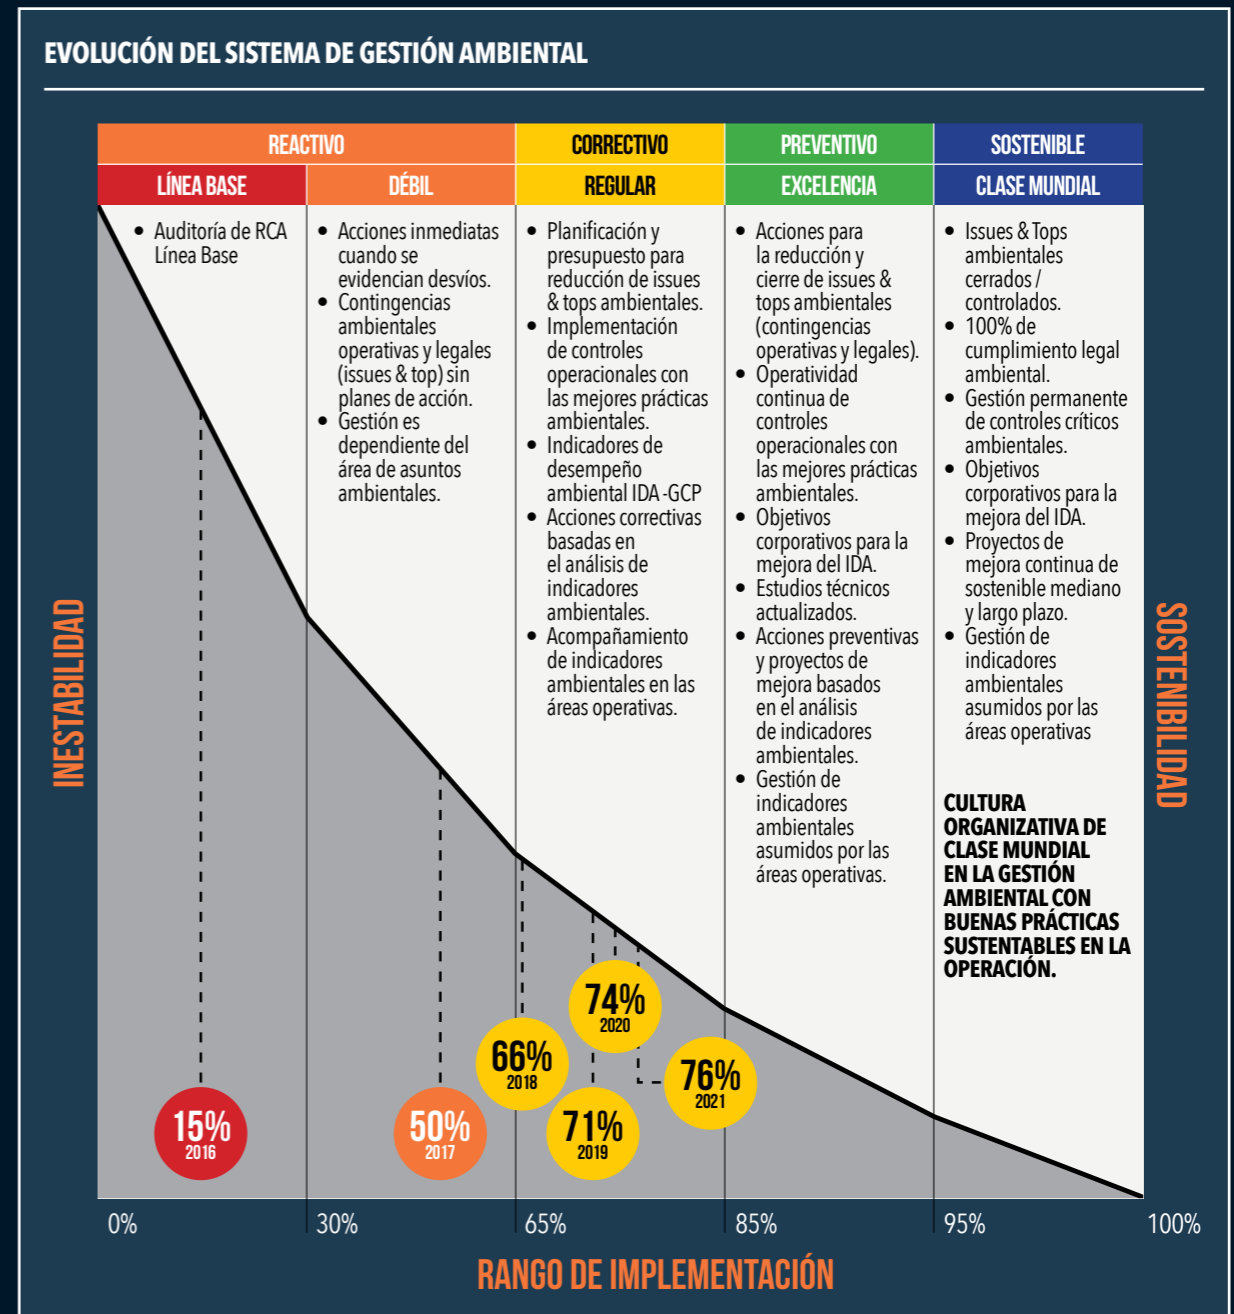 EVOLUCIÓN DEL SISTEMA DE GESTIÓN AMBIENTAL
REACTIVO
CORRECTIVO
PREVENTIVO
SOSTENIBLE
LÍNEA BASE
DÉBIL
REGULAR
EXCELENCIA
CLASE MUNDIAL
• Auditoría de RCA
Línea Base
• Acciones inmediatas
cuando se
evidencian desvíos.
• Contingencias
ambientales
operativas y legales
(issues & top) sin
planes de acción.
• Gestión es
dependiente del
área de asuntos
ambientales.
• Planificación y
presupuesto para
reducción de issues
& tops ambientales.
• Implementación
de controles
operacionales con
las mejores prácticas
ambientales.
• Indicadores de
desempeño
ambiental IDA -GCP
• Acciones correctivas
basadas en
el análisis de
indicadores
ambientales.
• Acompañamiento
de indicadores
ambientales en las
áreas operativas.
• Acciones para
la reducción y
cierre de issues &
tops ambientales
(contingencias
operativas y legales).
• Operatividad
continua de
controles
operacionales con
las mejores prácticas
ambientales.
• Objetivos
corporativos para la
mejora del IDA.
• Estudios técnicos
actualizados.
• Acciones preventivas
y proyectos de
mejora basados
en el análisis
de indicadores
ambientales.
• Gestión de
indicadores
ambientales
asumidos por las
áreas operativas.
• Issues & Tops
ambientales
cerrados /
controlados.
• 100% de
cumplimiento legal
ambiental.
• Gestión permanente
de controles críticos
ambientales.
• Objetivos
corporativos para la
mejora del IDA.
• Proyectos de
mejora continua de
sostenible mediano
y largo plazo.
• Gestión de
indicadores
ambientales
asumidos por las
áreas operativas
CULTURA
ORGANIZATIVA DE
CLASE MUNDIAL
EN LA GESTIÓN
AMBIENTAL CON
BUENAS PRÁCTICAS
SUSTENTABLES EN LA
OPERACIÓN.
INESTABILIDAD
SOSTENIBILIDAD
15%
2016
50%
2017
66%
2018
71%
2019
74%
2020
76%
2021
0%
30%
65%
85%
95%
100%
RANGO DE IMPLEMENTACIÓN